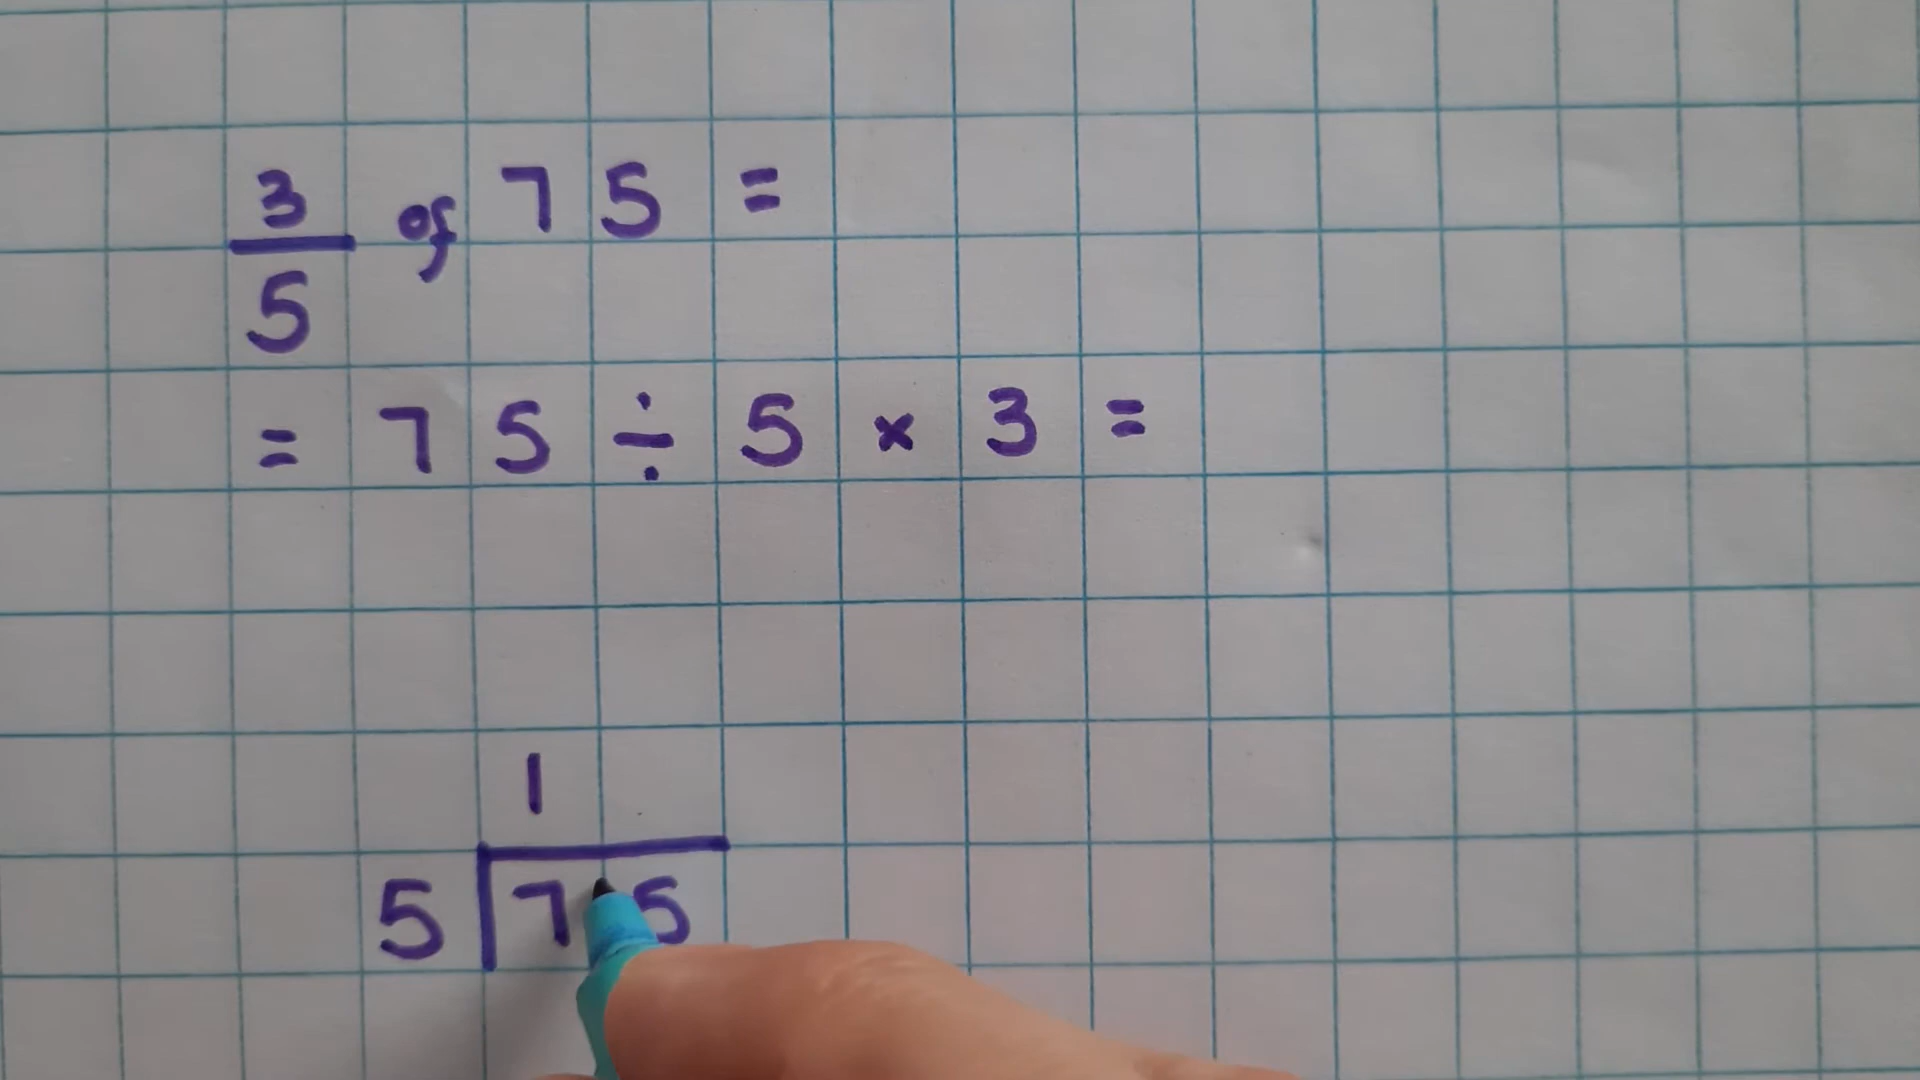 3
5 of 75 =
= 75 ÷ 5 × 3 =
1
5 75